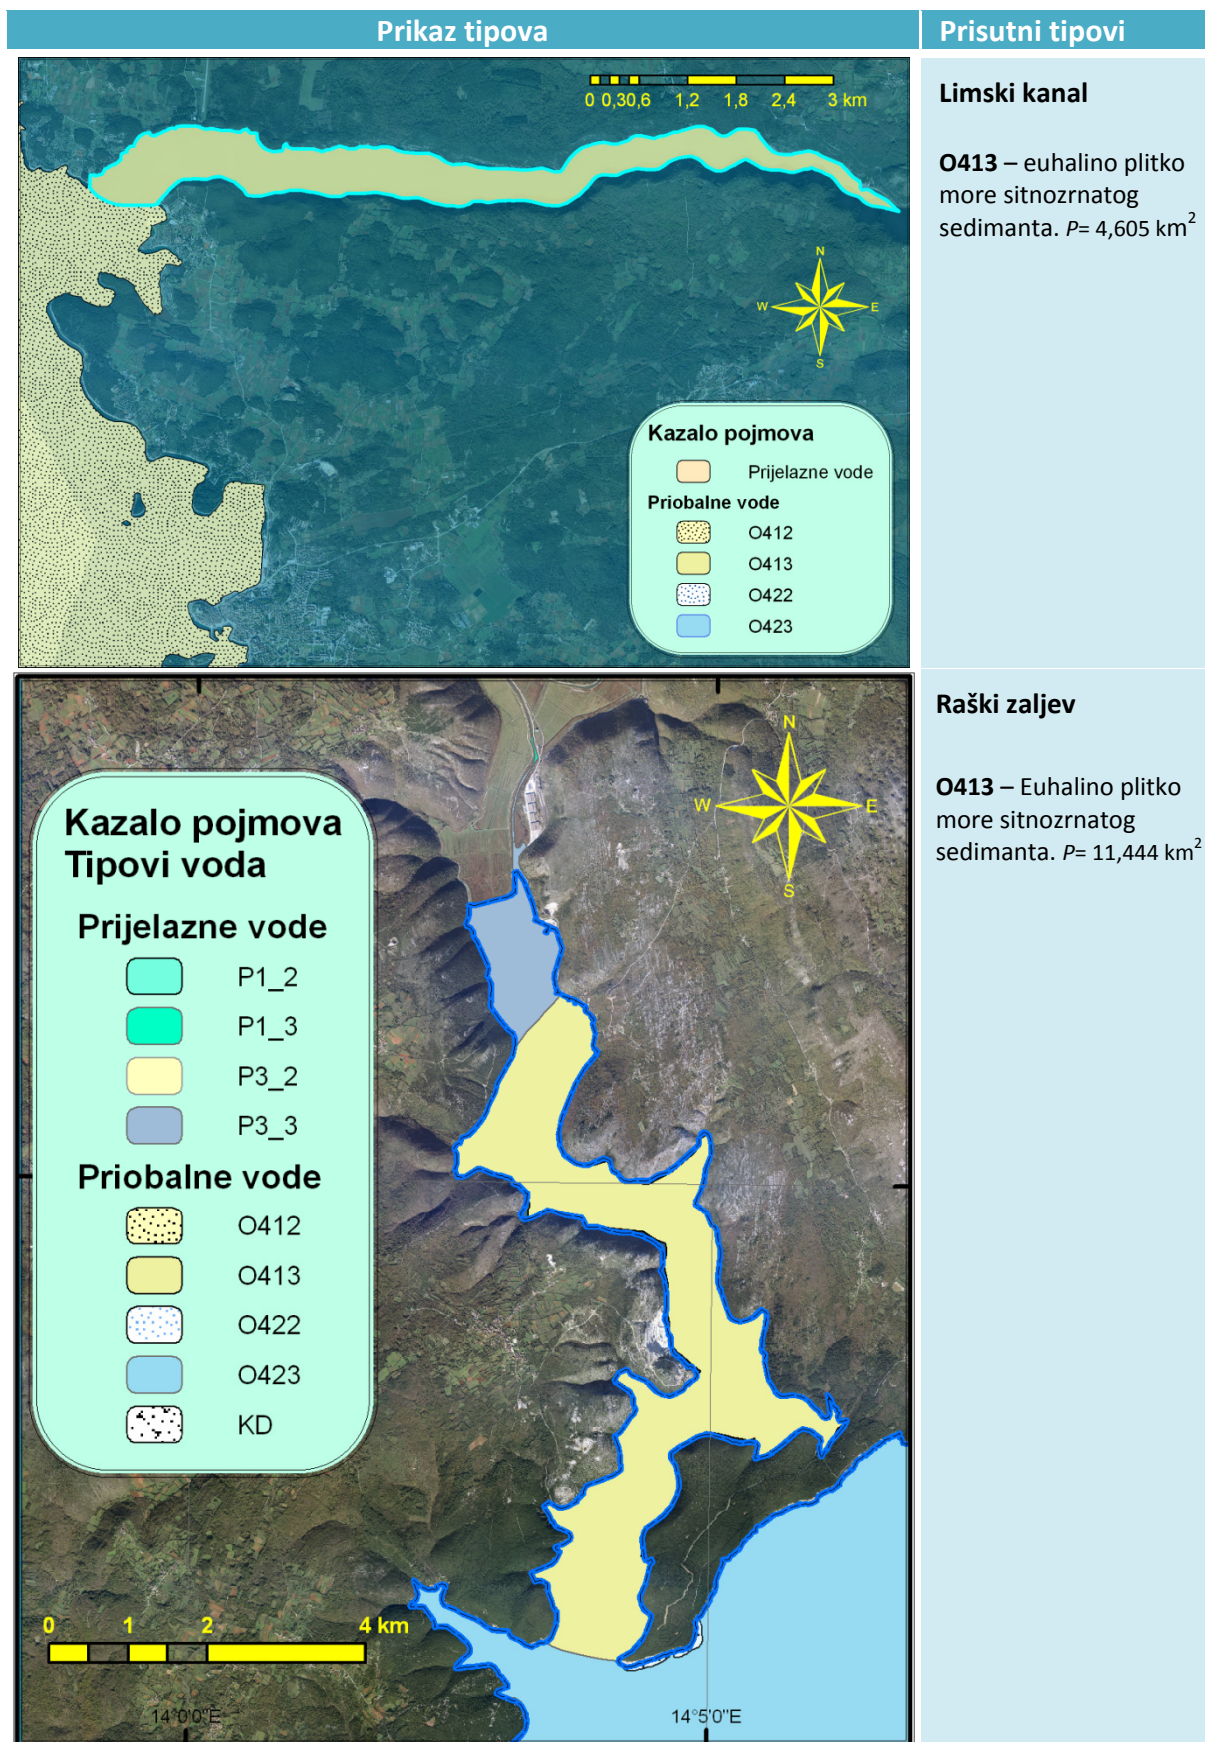 Prikaz tipova
Prisutni tipovi
0 0,30,6 1,2 1,8 2,4 3 km
N
W E
S
Kazalo pojmova
Prijelazne vode
Priobalne vode
O412
O413
O422
O423
Limski kanal
O413 – euhalino plitko
more sitnozrnatog
sedimanta. P= 4,605 km²
N
W E
S
Kazalo pojmova
Tipovi voda
Prijelazne vode
P1_2
P1_3
P3_2
P3_3
Priobalne vode
O412
O413
O422
O423
KD
0 1 2 4 km
14°0'0"E 14°5'0"E
Raški zaljev
O413 – Euhalino plitko
more sitnozrnatog
sedimanta. P= 11,444 km²